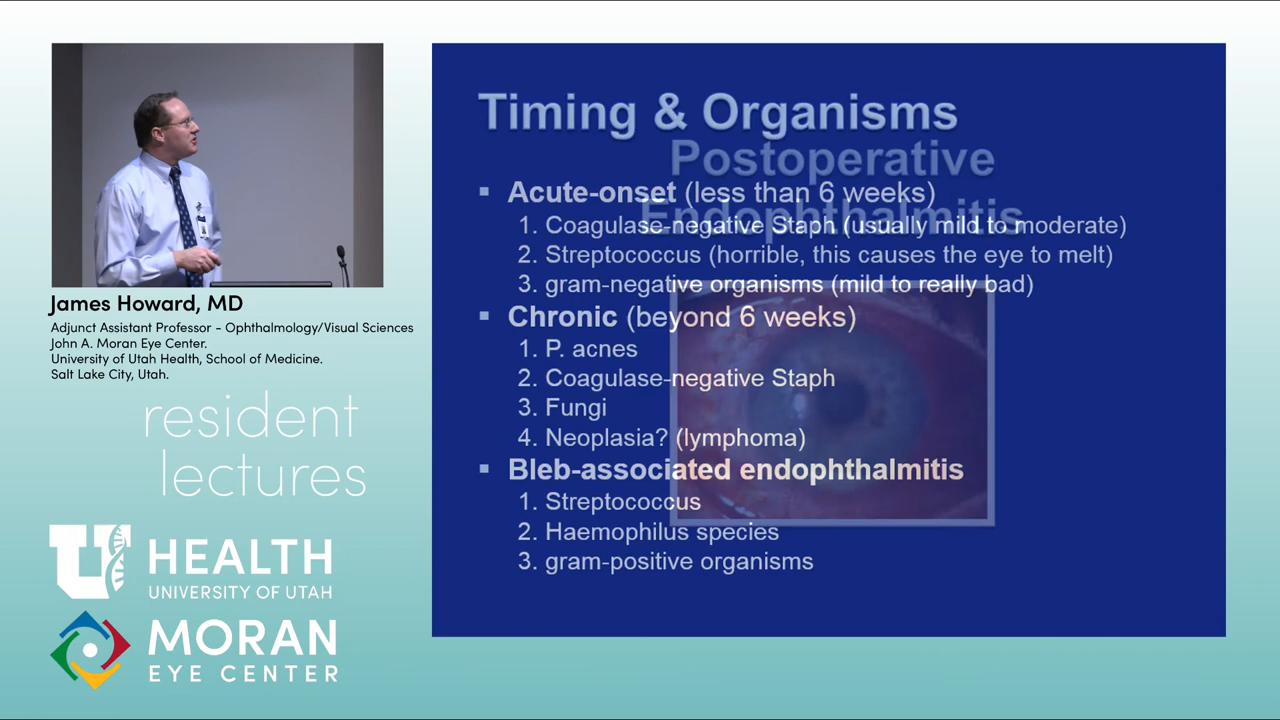 James Howard, MD
Adjunct Assistant Professor - Ophthalmology/Visual Sciences
John A. Moran Eye Center.
University of Utah Health, School of Medicine.
Salt Lake City, Utah.
resident
lectures
U HEALTH
UNIVERSITY OF UTAH
MORAN
EYE CENTER
Timing & Organisms
Postoperative
Endophthalmitis
▪ Acute-onset (less than 6 weeks)
1. Coagulase-negative Staph (usually mild to moderate)
2. Streptococcus (horrible, this causes the eye to melt)
3. gram-negative organisms (mild to really bad)
▪ Chronic (beyond 6 weeks)
1. P. acnes
2. Coagulase-negative Staph
3. Fungi
4. Neoplasia? (lymphoma)
▪ Bleb-associated endophthalmitis
1. Streptococcus
2. Haemophilus species
3. gram-positive organisms